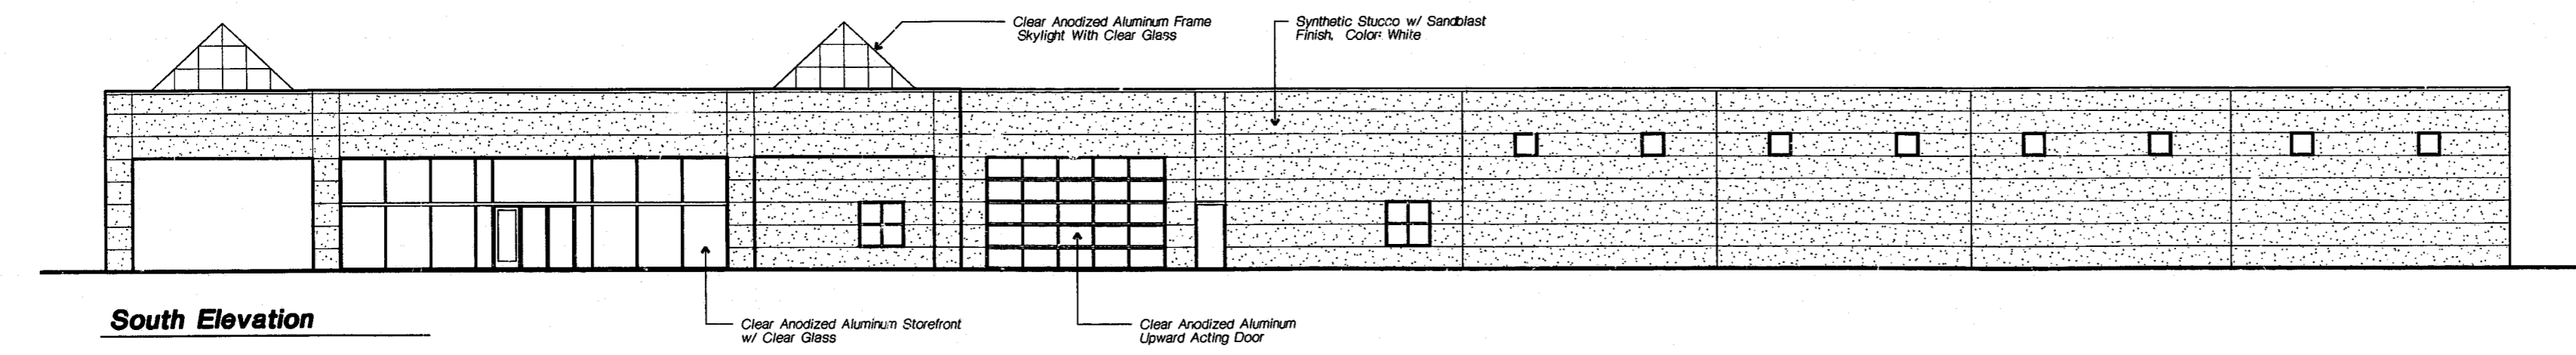 Clear Anodized Aluminum Frame
Skylight With Clear Glass
Synthetic Stucco w/ Sandblast
Finish, Color: White
South Elevation
Clear Anodized Aluminum Storefront
w/ Clear Glass
Clear Anodized Aluminum
Upward Acting Door